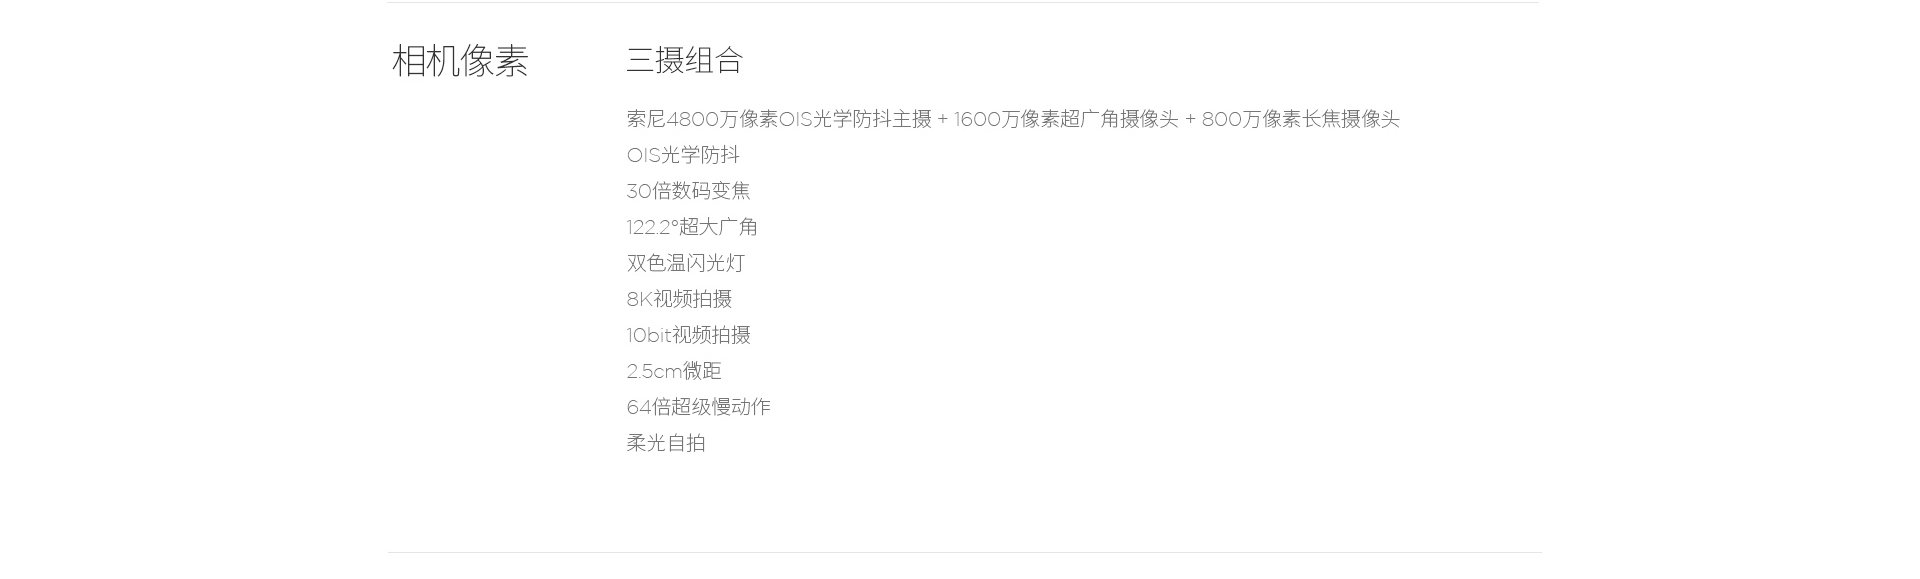 相机像素
三摄组合
索尼4800万像素OIS光学防抖主摄 + 1600万像素超广角摄像头 + 800万像素长焦摄像头
OIS光学防抖
30倍数码变焦
122.2°超大广角
双色温闪光灯
8K视频拍摄
10bit视频拍摄
2.5cm微距
64倍超级慢动作
柔光自拍